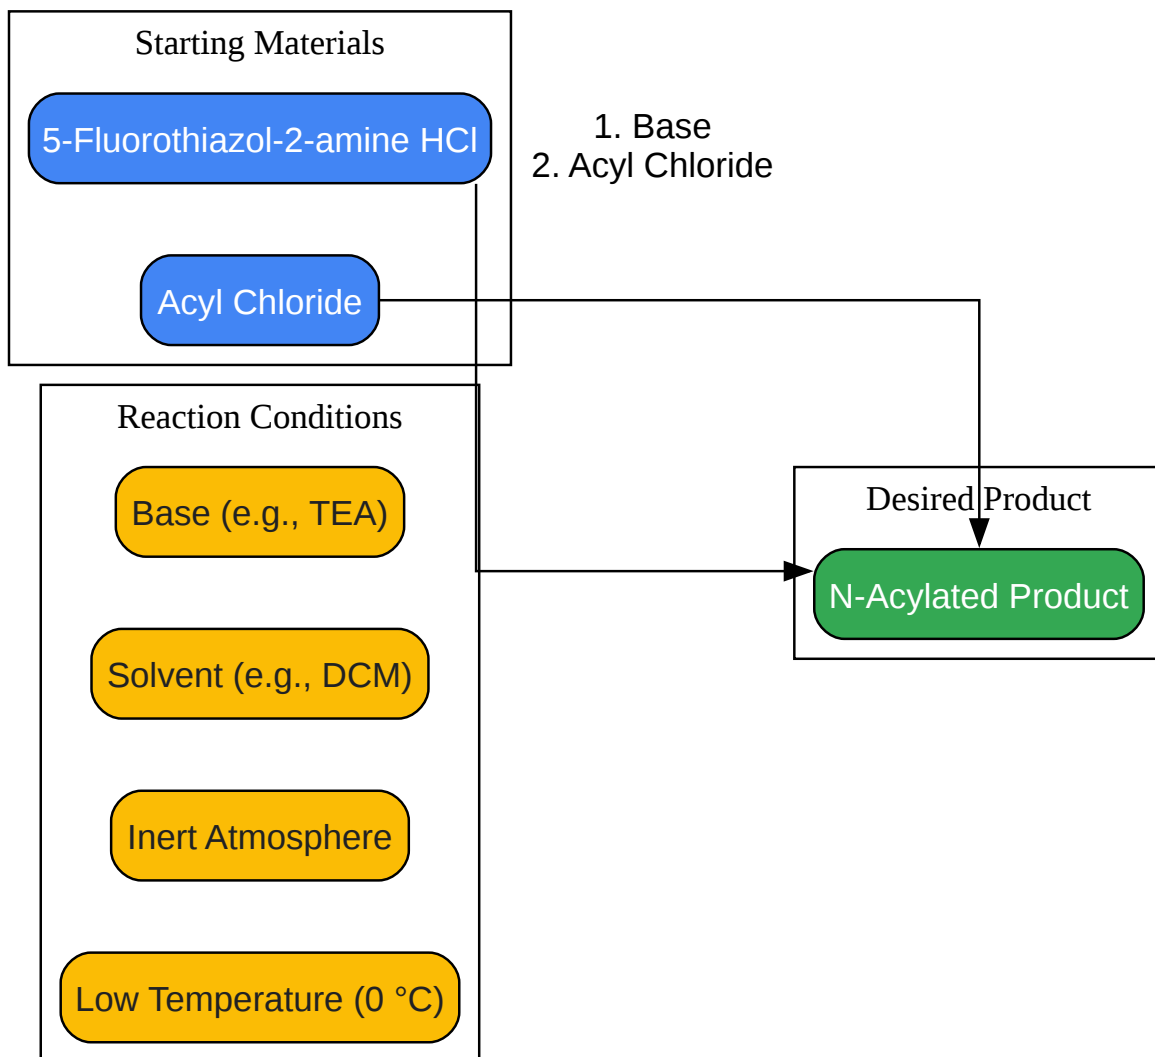 Starting Materials
5-Fluorothiazol-2-amine HCl
1. Base
2. Acyl Chloride
Acyl Chloride
Reaction Conditions
Base (e.g., TEA)
Solvent (e.g., DCM)
Inert Atmosphere
Low Temperature (0 °C)
Desired Product
N-Acylated Product